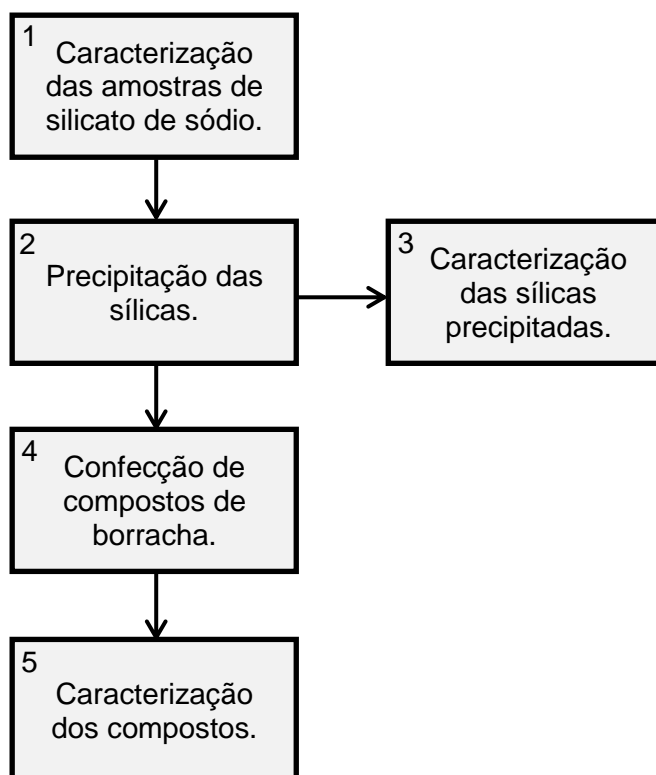 1
Caracterização
das amostras de
silicato de sódio.
2
Precipitação das
sílicas.
3
Caracterização
das sílicas
precipitadas.
4
Confecção de
compostos de
borracha.
5
Caracterização
dos compostos.